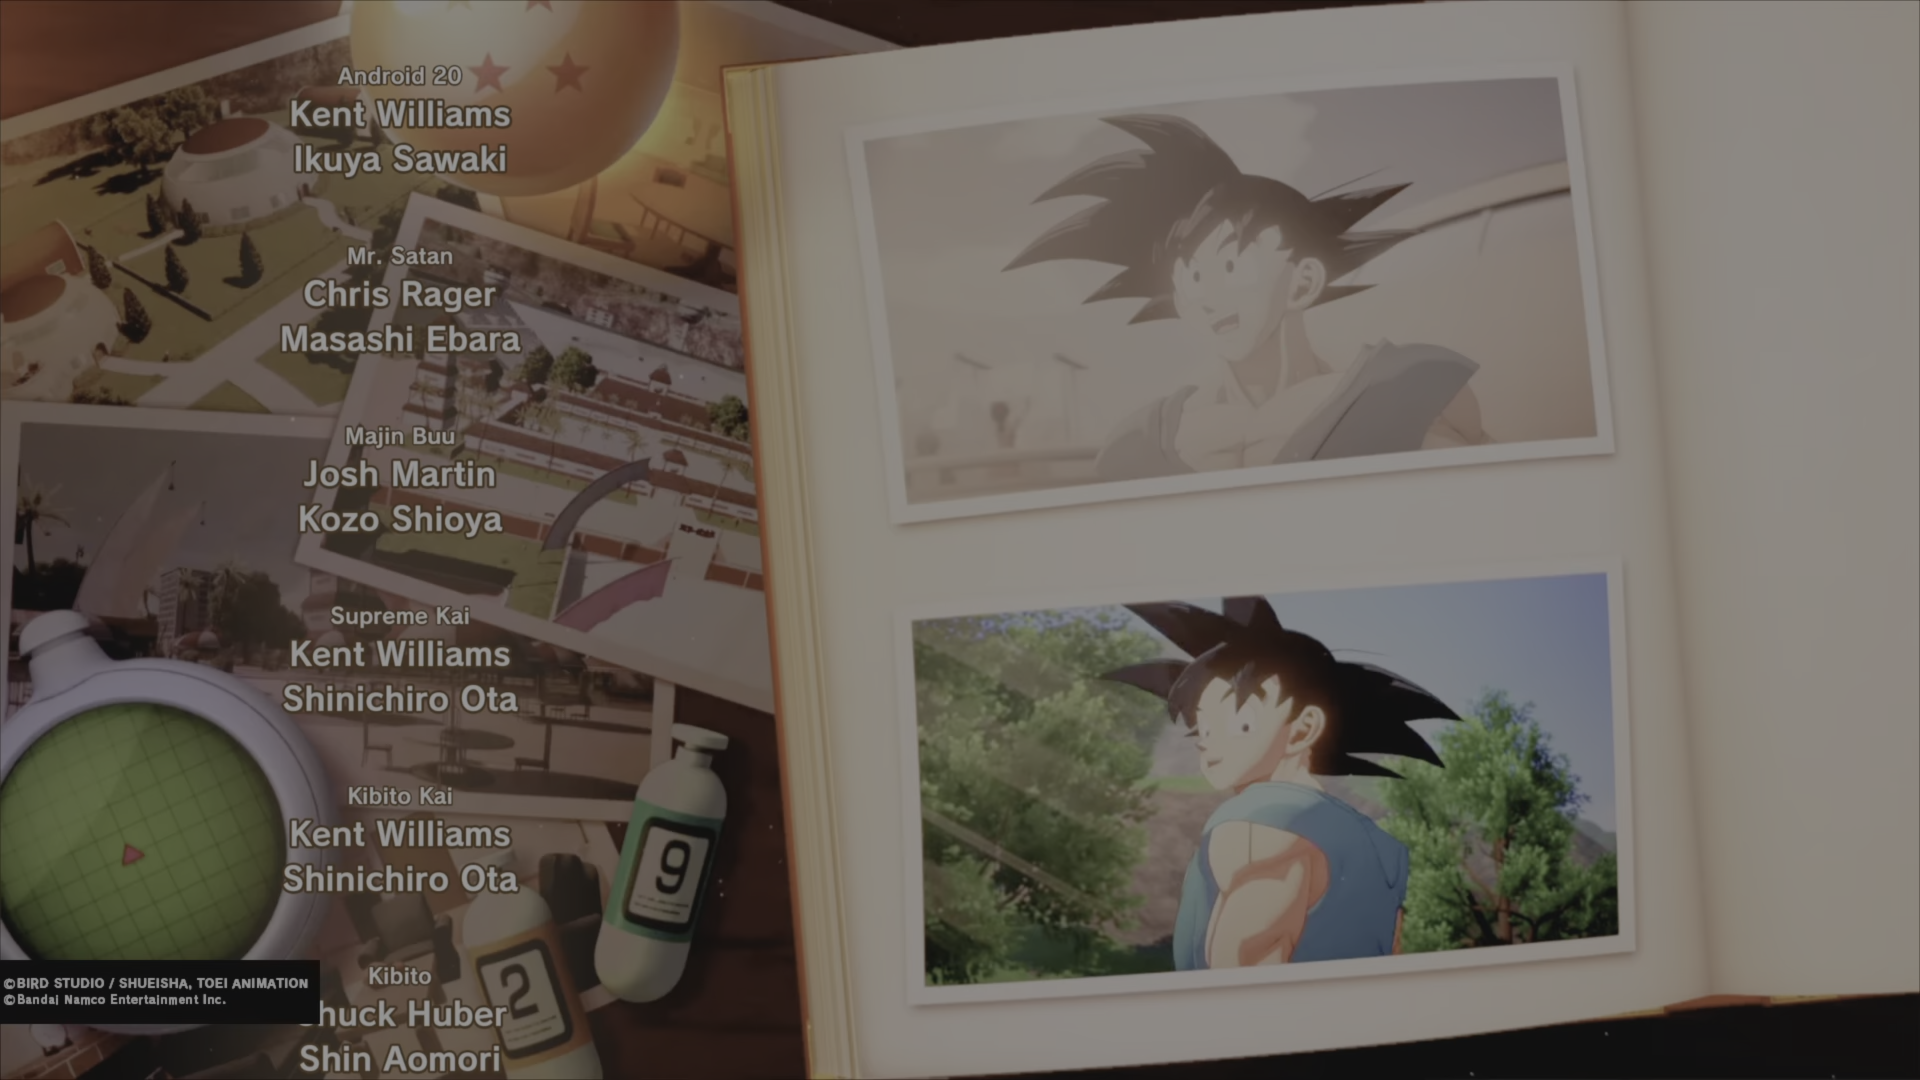 Android 20
Kent Williams
Ikuya Sawaki
Mr. Satan
Chris Rager
Masashi Ebara
Majin Buu
Josh Martin
Kozo Shioya
Supreme Kai
Kent Williams
Shinichiro Ota
Kibito Kai
Kent Williams
Shinichiro Ota
Kibito
Chuck Huber
Shin Aomori
9
2
©BIRD STUDIO / SHUEISHA, TOEI ANIMATION
©Bandai Namco Entertainment Inc.